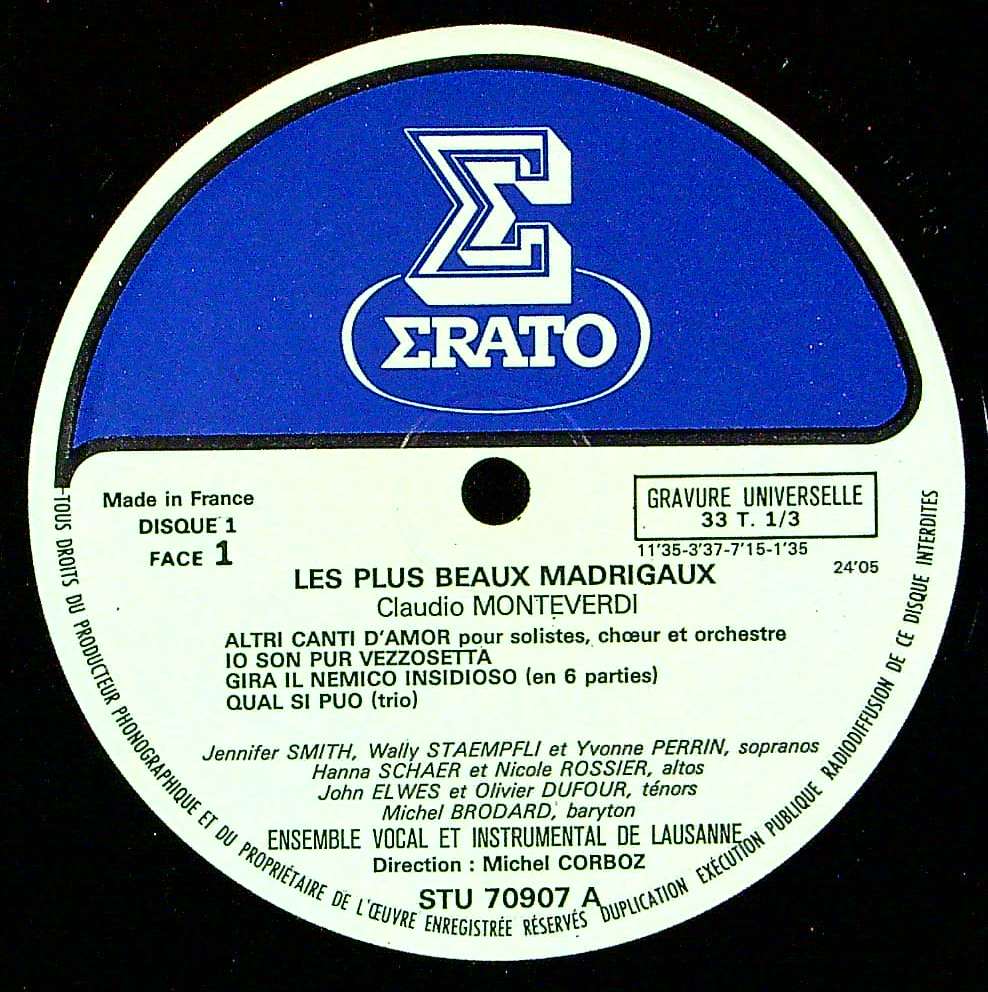 Σ
ΣRATO
Made in France
DISQUE 1
FACE 1
GRAVURE UNIVERSELLE
33 T. 1/3
11'35-3'37-7'15-1'35
24'05
LES PLUS BEAUX MADRIGAUX
Claudio MONTEVERDI
ALTRI CANTI D'AMOR pour solistes, chœur et orchestre
IO SON PUR VEZZOSETTA
GIRA IL NEMICO INSIDIOSO (en 6 parties)
QUAL SI PUO (trio)
Jennifer SMITH, Wally STAEMPFLI et Yvonne PERRIN, sopranos
Hanna SCHAER et Nicole ROSSIER, altos
John ELWES et Olivier DUFOUR, ténors
Michel BRODARD, baryton
ENSEMBLE VOCAL ET INSTRUMENTAL DE LAUSANNE
Direction : Michel CORBOZ
STU 70907 A
TOUS DROITS DU PRODUCTEUR PHONOGRAPHIQUE ET DU PROPRIÉTAIRE DE L'ŒUVRE ENREGISTRÉE RÉSERVÉS DUPLICATION EXÉCUTION PUBLIQUE RADIODIFFUSION DE CE DISQUE INTERDITES